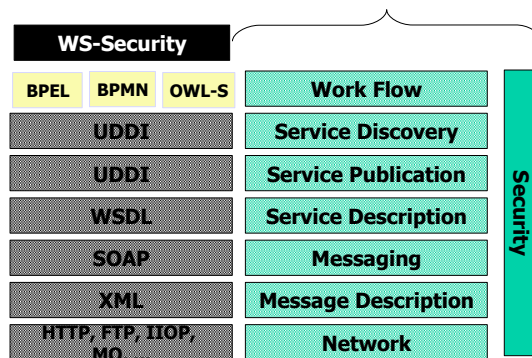 WS-Security
BPEL BPMN OWL-S Work Flow
UDDI Service Discovery
UDDI Service Publication
WSDL Service Description
SOAP Messaging
XML Message Description
HTTP, FTP, IIOP,
MQ, ... Network
Security